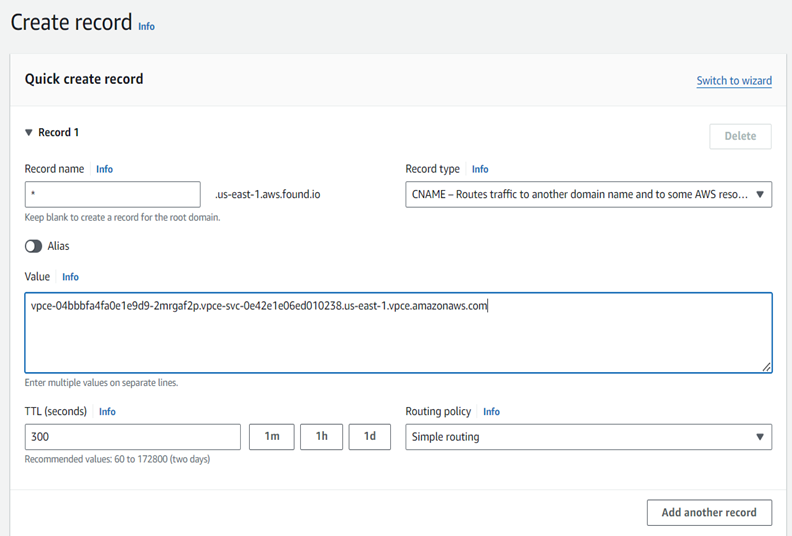 Create record Info
Quick create record
Switch to wizard
Record 1
Delete
Record name Info
Record type Info
*
.us-east-1.aws.found.io
CNAME – Routes traffic to another domain name and to some AWS reso...
Keep blank to create a record for the root domain.
Alias
Value Info
vpce-04bbbfa4fa0e1e9d9-2mrgaf2p.vpce-svc-0e42e1e06ed010238.us-east-1.vpce.amazonaws.com
Enter multiple values on separate lines.
TTL (seconds) Info
Routing policy Info
300
1m
1h
1d
Simple routing
Recommended values: 60 to 172800 (two days)
Add another record